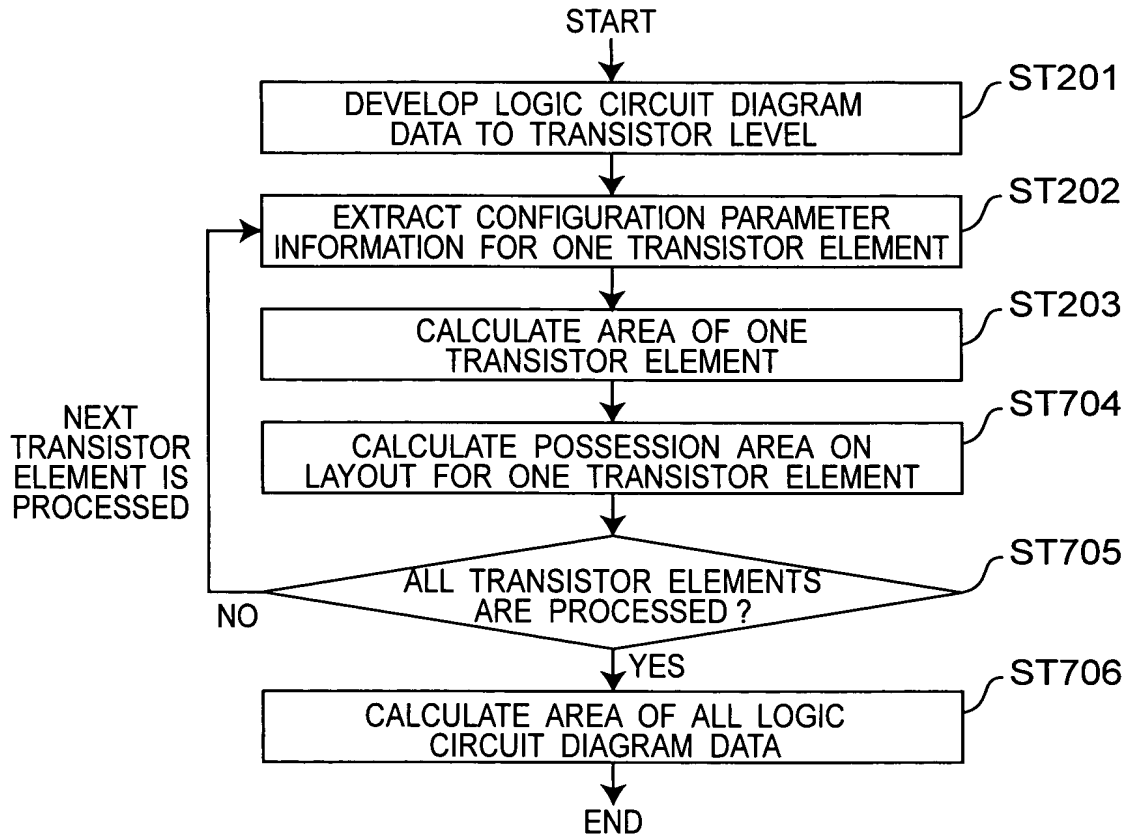 START
DEVELOP LOGIC CIRCUIT DIAGRAM
DATA TO TRANSISTOR LEVEL
ST201
EXTRACT CONFIGURATION PARAMETER
INFORMATION FOR ONE TRANSISTOR ELEMENT
ST202
CALCULATE AREA OF ONE
TRANSISTOR ELEMENT
ST203
CALCULATE POSSESSION AREA ON
LAYOUT FOR ONE TRANSISTOR ELEMENT
ST704
NEXT
TRANSISTOR
ELEMENT IS
PROCESSED
ALL TRANSISTOR ELEMENTS
ARE PROCESSED ?
ST705
NO
YES
CALCULATE AREA OF ALL LOGIC
CIRCUIT DIAGRAM DATA
ST706
END